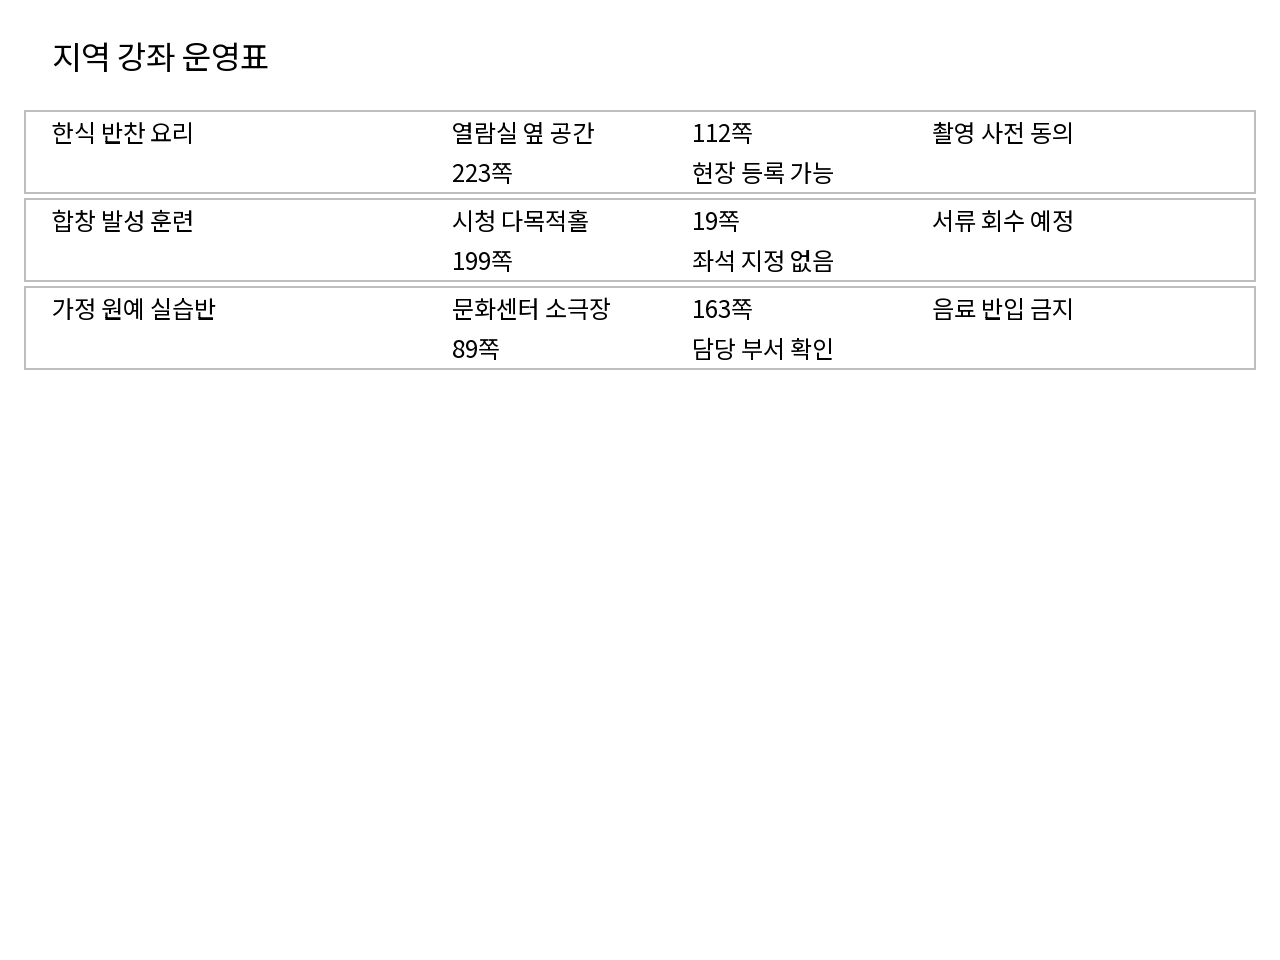 지역 강좌 운영표
한식 반찬 요리 열람실 옆 공간 112쪽 촬영 사전 동의
223쪽 현장 등록 가능
합창 발성 훈련 시청 다목적홀 19쪽 서류 회수 예정
199쪽 좌석 지정 없음
가정 원예 실습반 문화센터 소극장 163쪽 음료 반입 금지
89쪽 담당 부서 확인